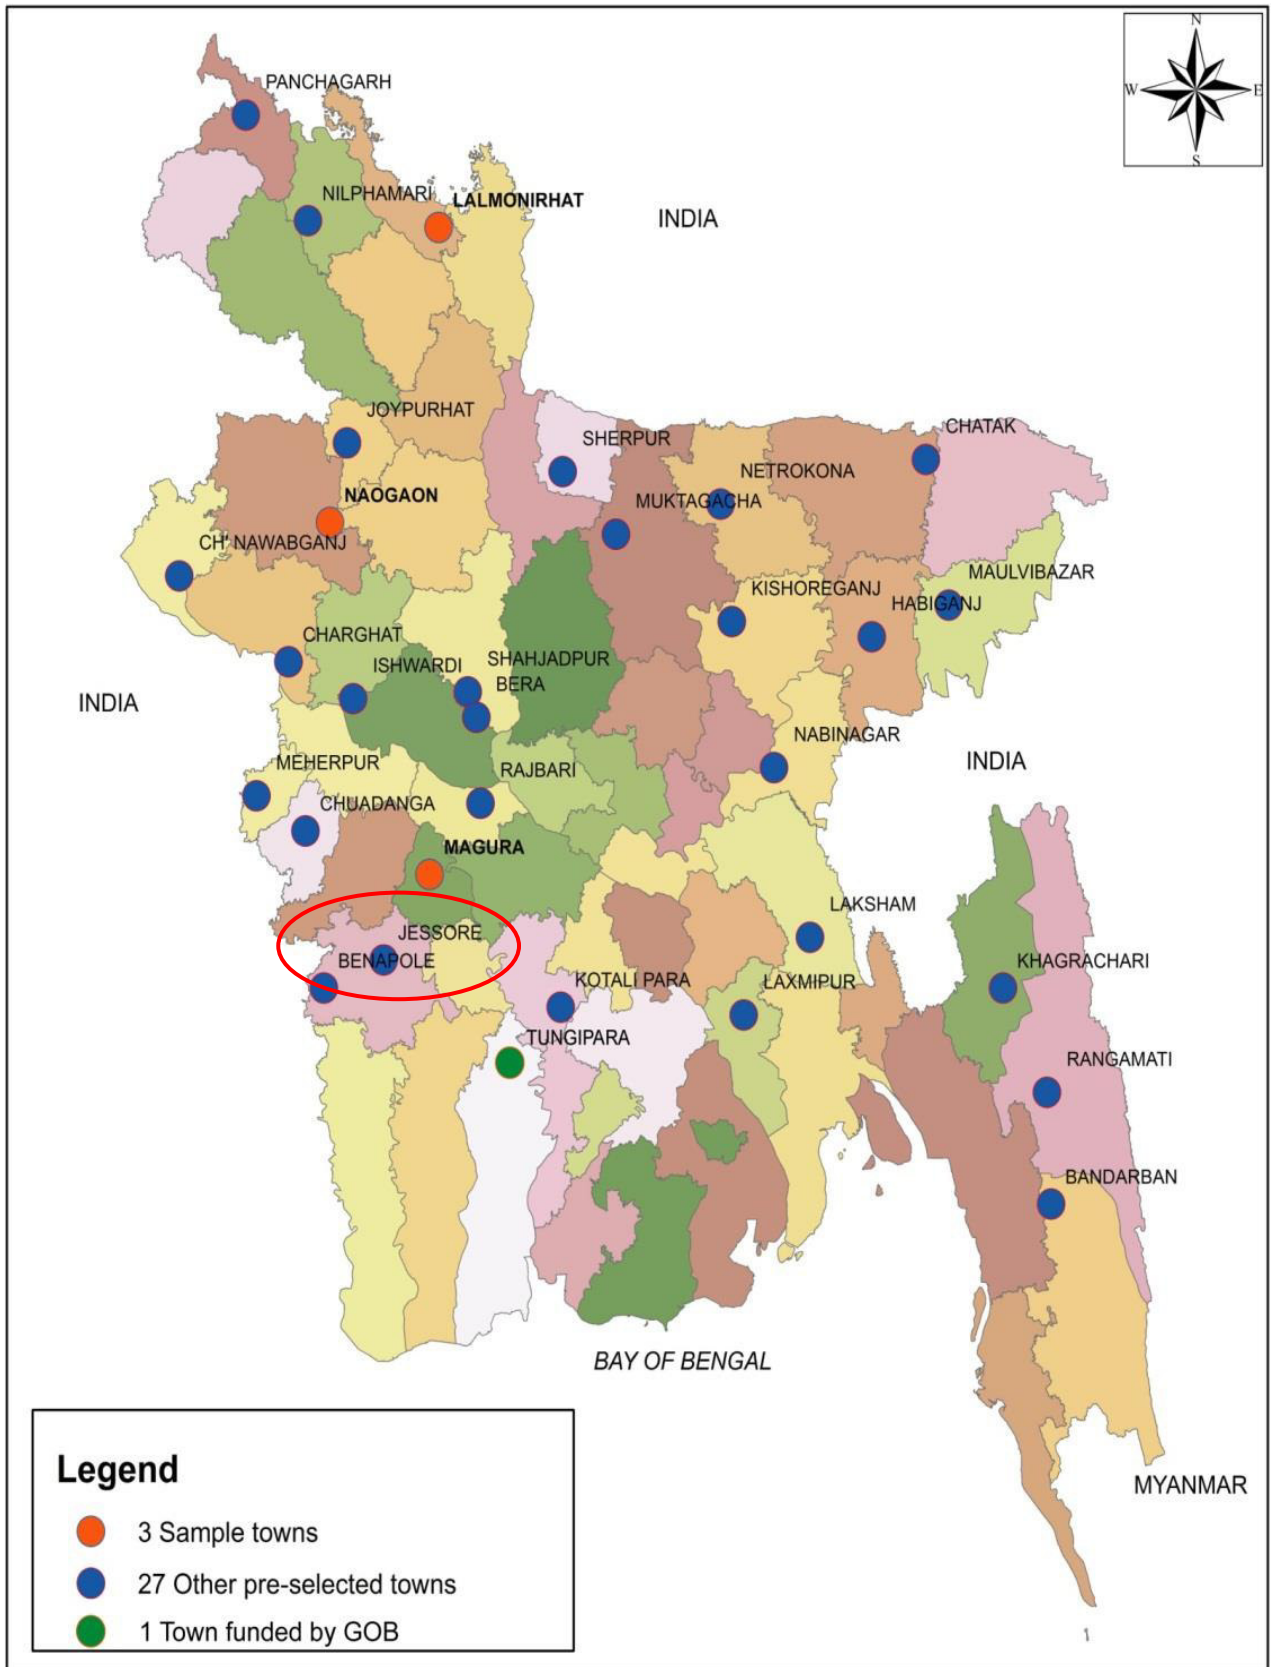 N
W E
S
PANCHAGARH
NILPHAMARI
LALMONIRHAT
INDIA
JOYPURHAT
SHERPUR
CHATAK
NETROKONA
NAOGAON
MUKTAGACHA
CH' NAWABGANJ
MAULVIBAZAR
KISHOREGANJ
HABIGANJ
CHARGHAT
ISHWARDI
SHAHJADPUR
BERA
INDIA
NABINAGAR
MEHERPUR
RAJBARI
INDIA
CHUADANGA
MAGURA
LAKSHAM
JESSORE
BENAPOLE
KHAGRACHARI
KOTALI PARA
LAXMIPUR
TUNGIPARA
RANGAMATI
BANDARBAN
BAY OF BENGAL
MYANMAR
Legend
3 Sample towns
27 Other pre-selected towns
1 Town funded by GOB